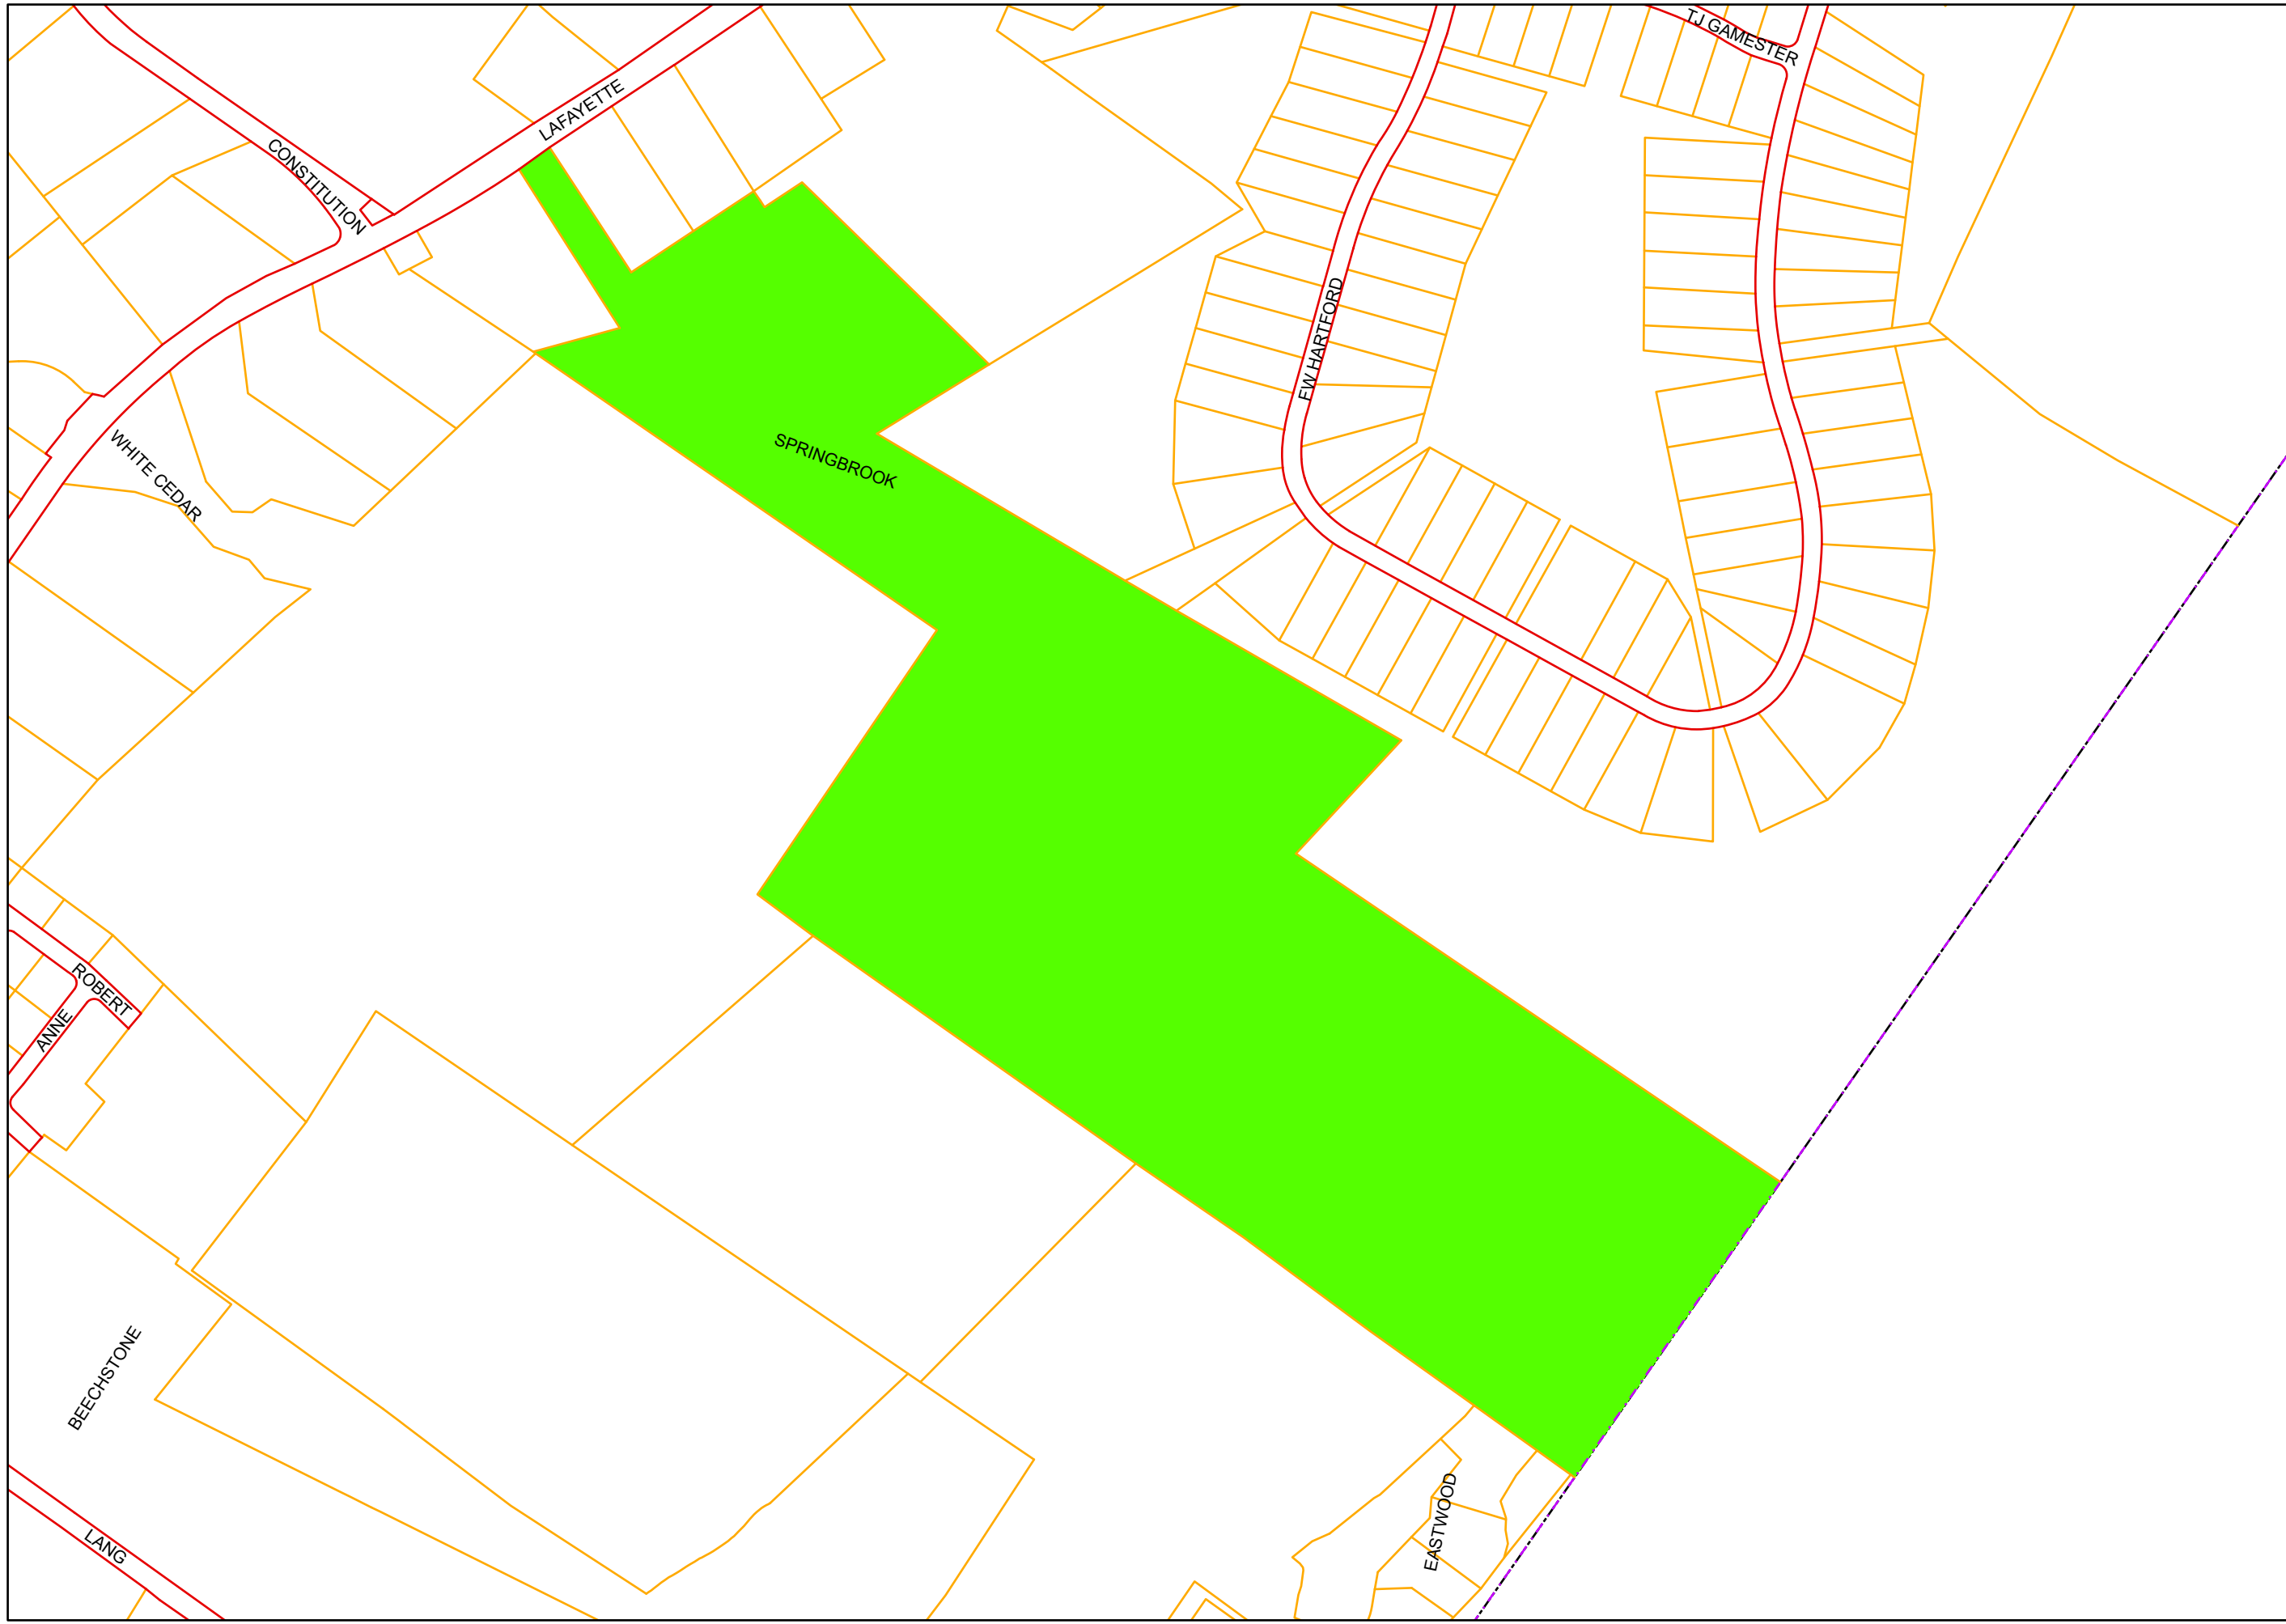 TJ GAMESTER
LAFAYETTE
CONSTITUTION
FW HARTFORD
SPRINGBROOK
WHITE CEDAR
ROBERT
ANNE
BEECHSTONE
EASTWOOD
LANG